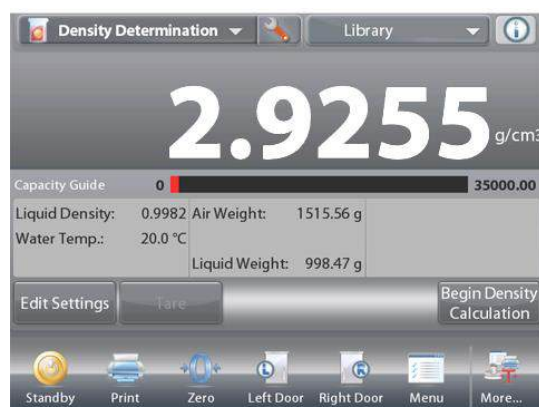 Density Determination Library
2.9255 g/cm3
Capacity Guide 0 35000.00
Liquid Density: 0.9982 Air Weight: 1515.56 g
Water Temp.: 20.0 °C
Liquid Weight: 998.47 g
Edit Settings Tare Begin Density
Calculation
Standby Print Zero Left Door Right Door Menu More...